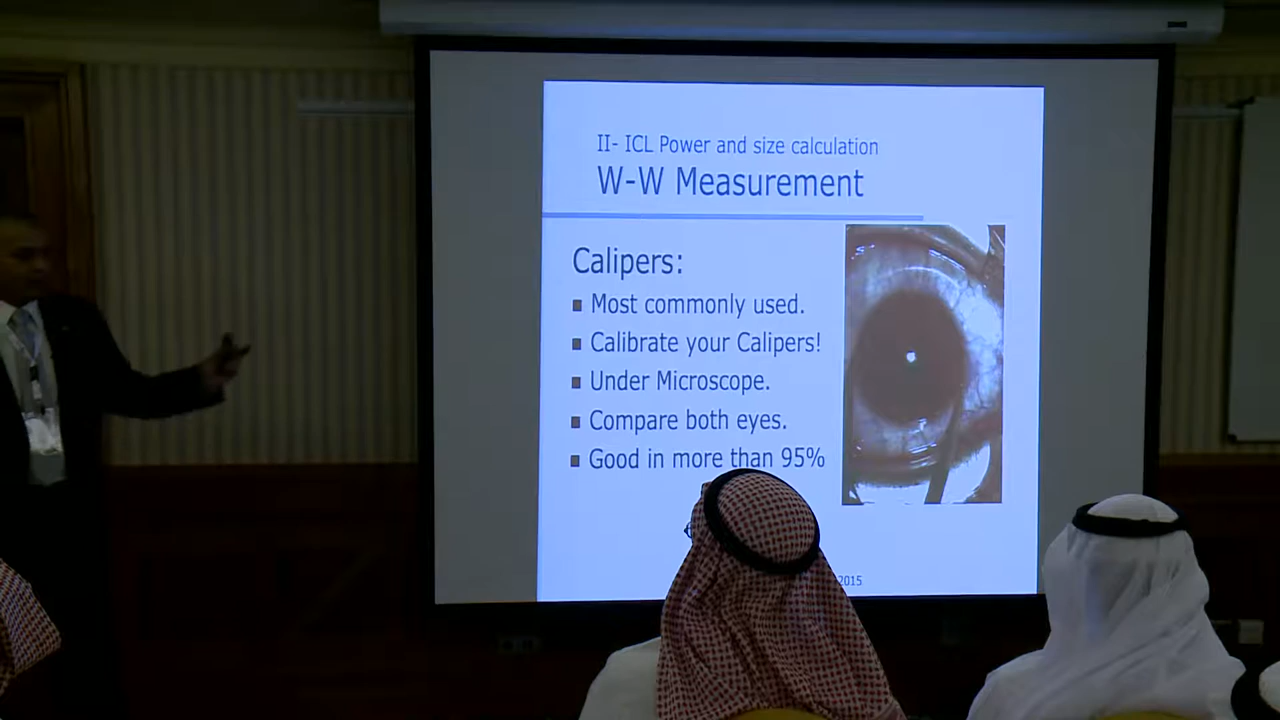 II- ICL Power and size calculation
W-W Measurement
Calipers:
■ Most commonly used.
■ Calibrate your Calipers!
■ Under Microscope.
■ Compare both eyes.
■ Good in more than 95%
2015